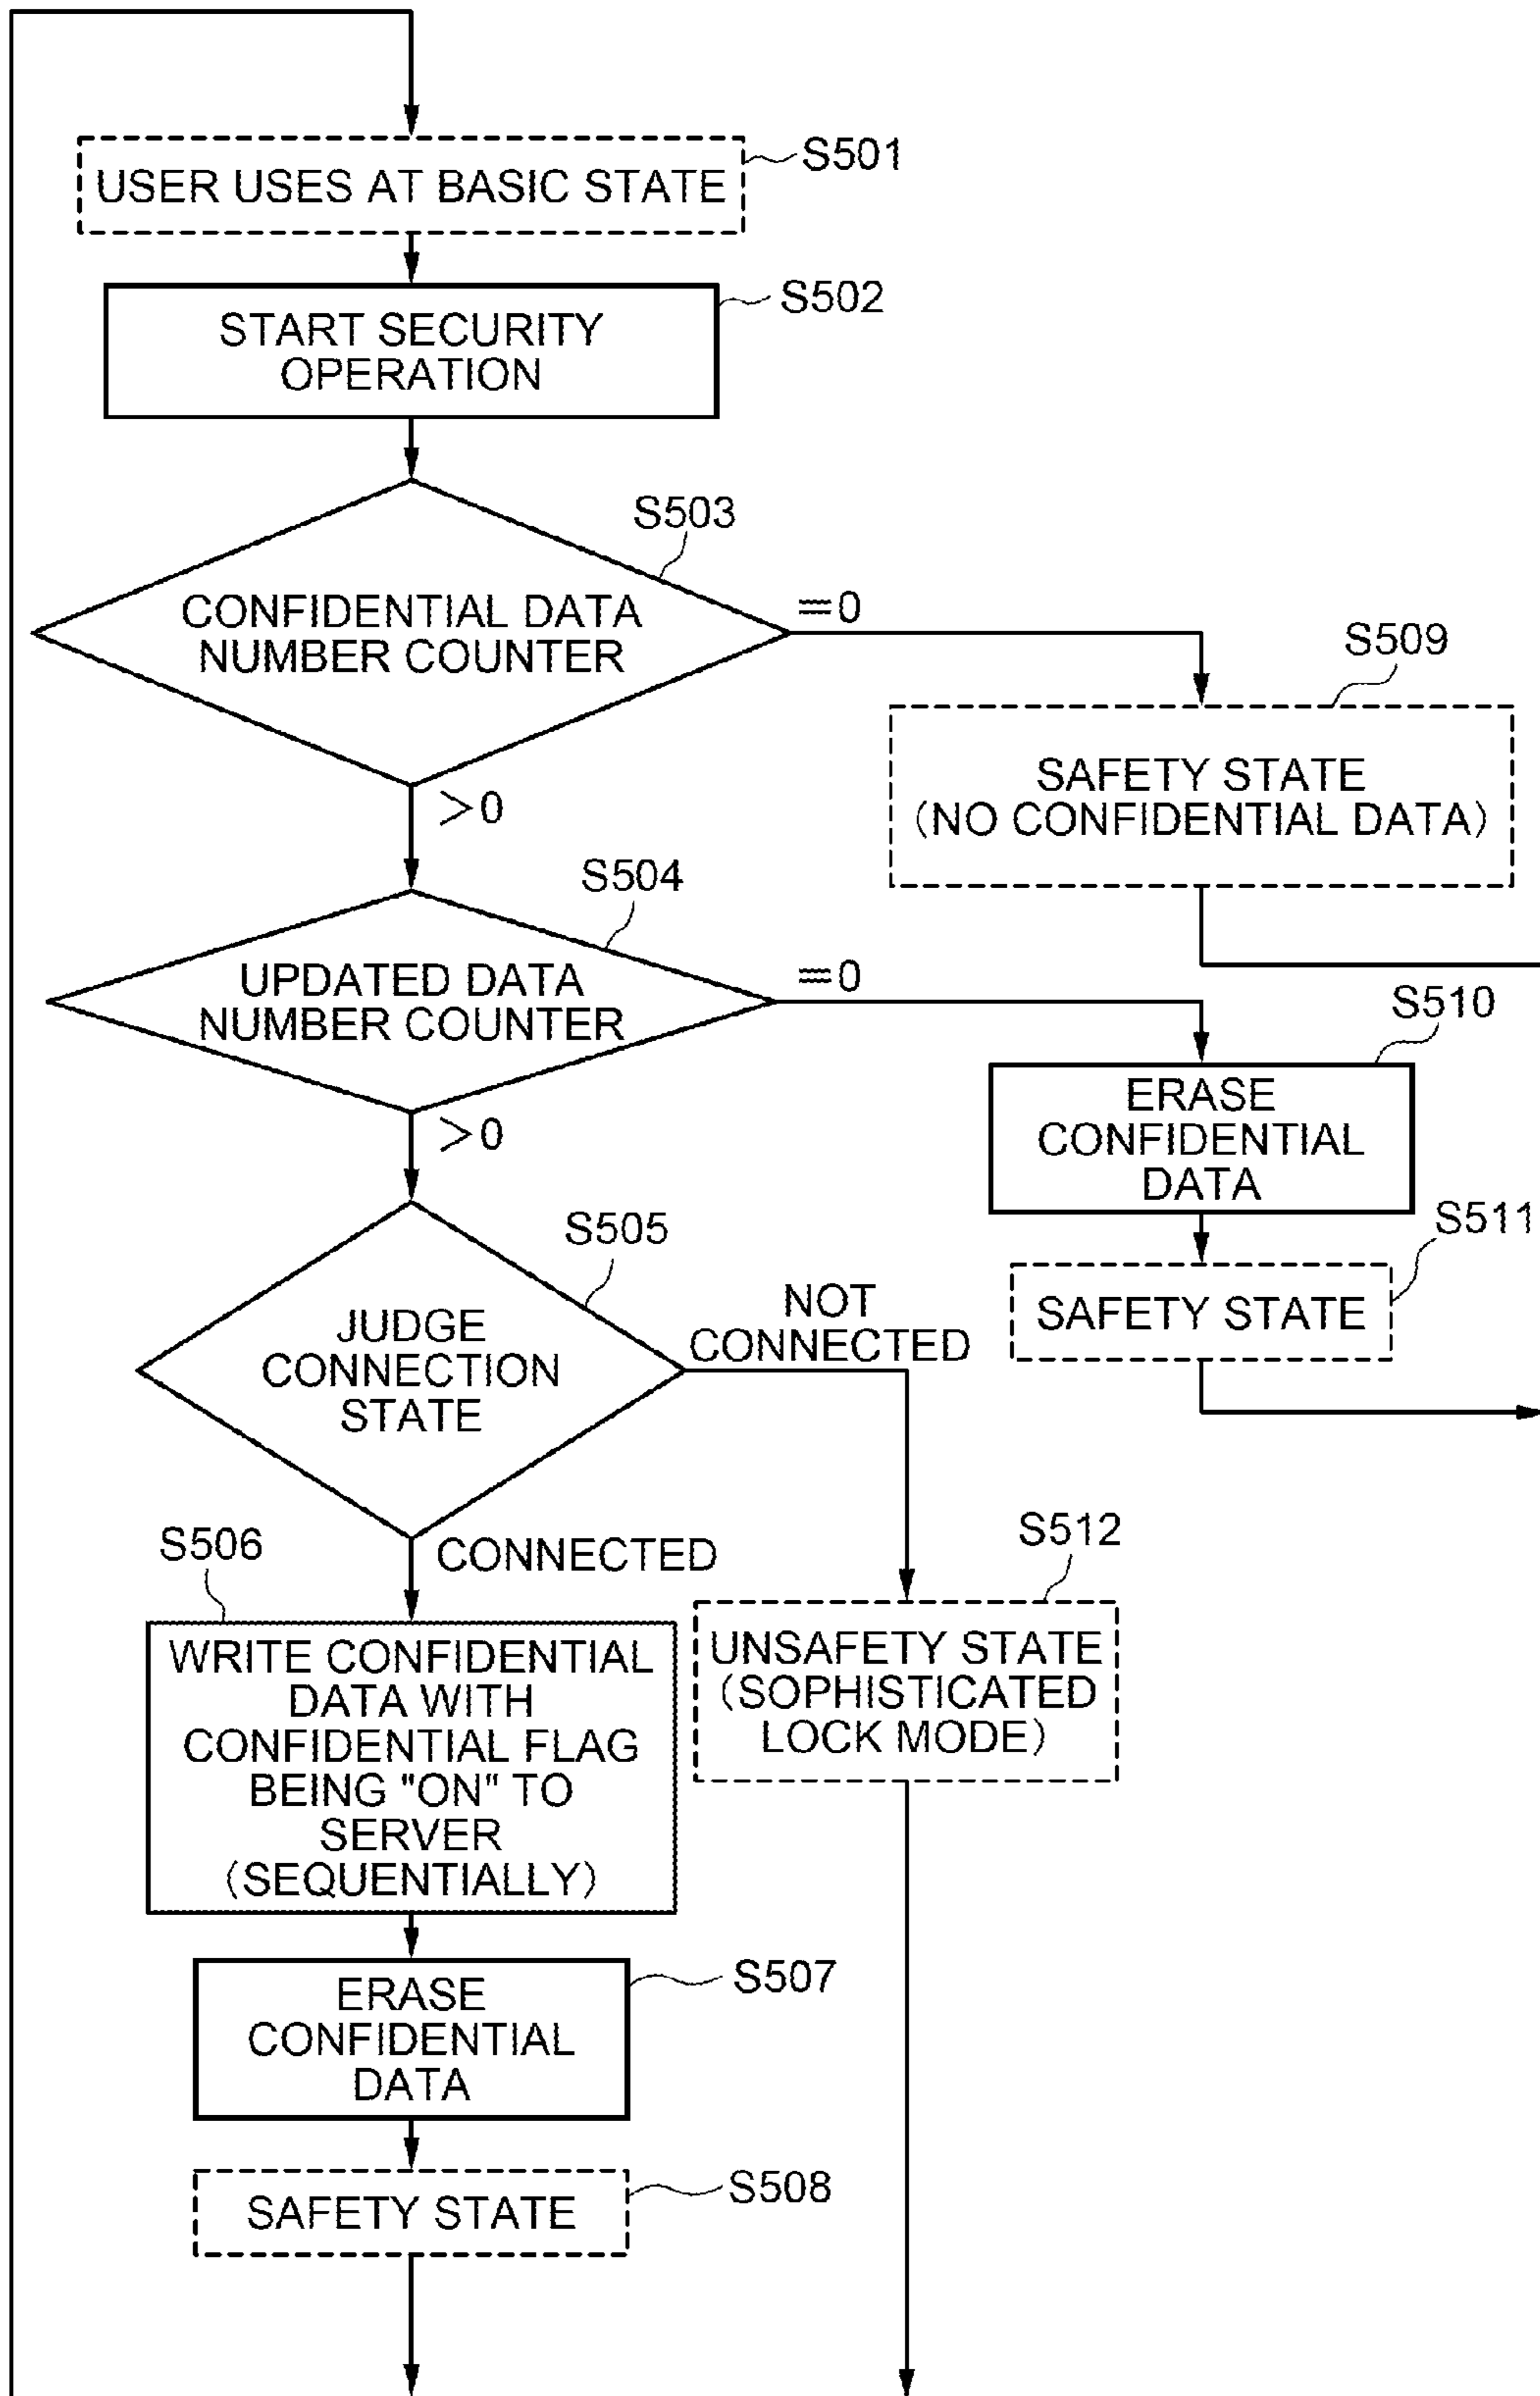 S501
USER USES AT BASIC STATE
S502
START SECURITY
OPERATION
S503
CONFIDENTIAL DATA
NUMBER COUNTER
=0
>0
S509
SAFETY STATE
(NO CONFIDENTIAL DATA)
S504
UPDATED DATA
NUMBER COUNTER
=0
>0
S510
ERASE
CONFIDENTIAL
DATA
S511
SAFETY STATE
S505
JUDGE
CONNECTION
STATE
NOT
CONNECTED
CONNECTED
S506
WRITE CONFIDENTIAL
DATA WITH
CONFIDENTIAL FLAG
BEING "ON" TO
SERVER
(SEQUENTIALLY)
S512
UNSAFETY STATE
(SOPHISTICATED
LOCK MODE)
S507
ERASE
CONFIDENTIAL
DATA
S508
SAFETY STATE